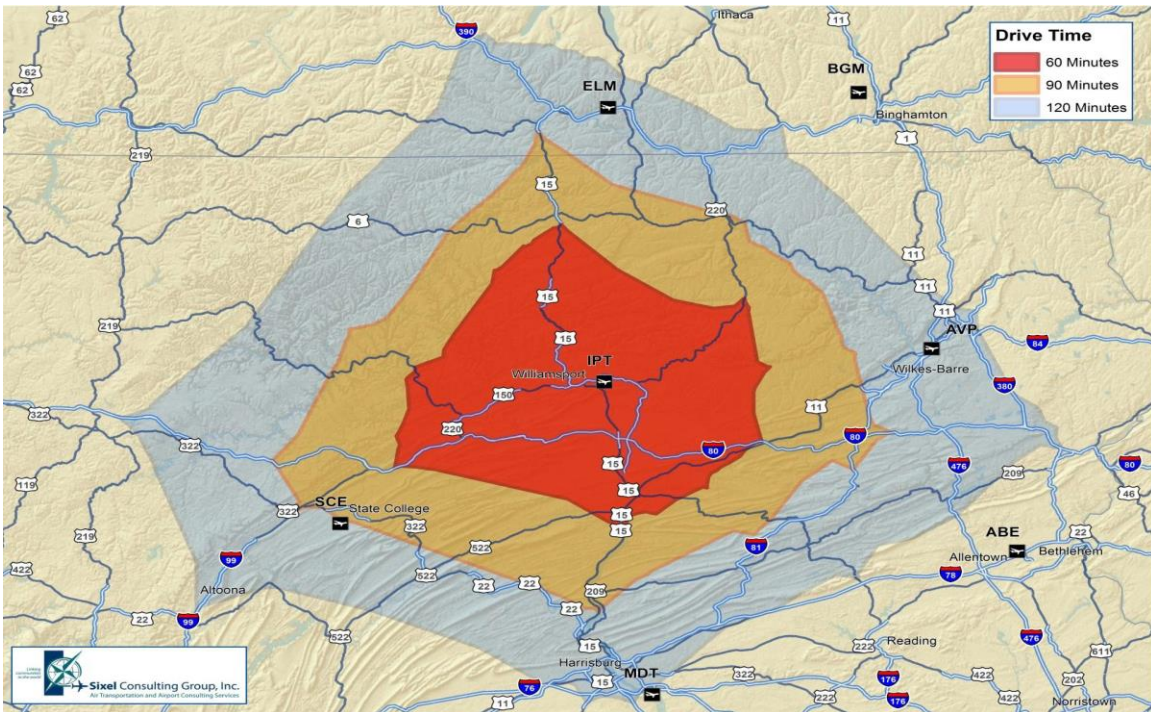 62
390
Ithaca
11
Drive Time
60 Minutes
90 Minutes
120 Minutes
62
62
ELM
BGM
Binghamton
219
1
15
220
6
11
11
219
15
11
AVP
84
15
IPT
Williamsport
Wilkes-Barre
150
380
322
220
11
80
322
80
15
476
80
119
15
209
46
SCE
State College
322
322
15
15
219
522
81
ABE
22
Bethlehem
Allentown
99
422
522
22
22
78
Altoona
209
22
22
99
522
476
15
Reading
222
611
Harrisburg
MDT
322
176
422
202
Sixel Consulting Group, Inc.
Air Transportation and Airport Consulting Services
76
11
15
222
176
422
Norristown